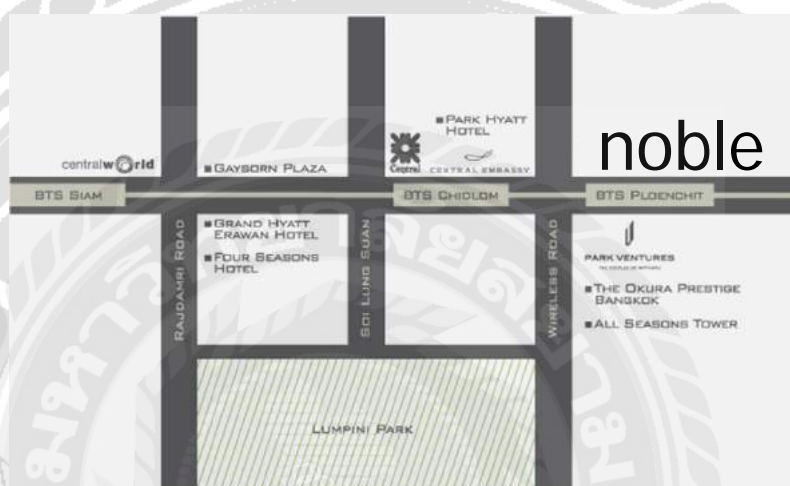 PARK HYATT
HOTEL
noble
centralw rld
GAYSORN PLAZA
Central
CENTRAL EMBASSY
BTS SIAM
BTS CHIDLOM
BTS PLOENCHIT
GRAND HYATT
ERAWAN HOTEL
FOUR SEASONS
HOTEL
RAJDAMRI ROAD
SOI LUNG SUAN
WIRELESS ROAD
PARK VENTURES
THE OKURA PRESTIGE
BANGKOK
ALL SEASONS TOWER
LUMPINI PARK